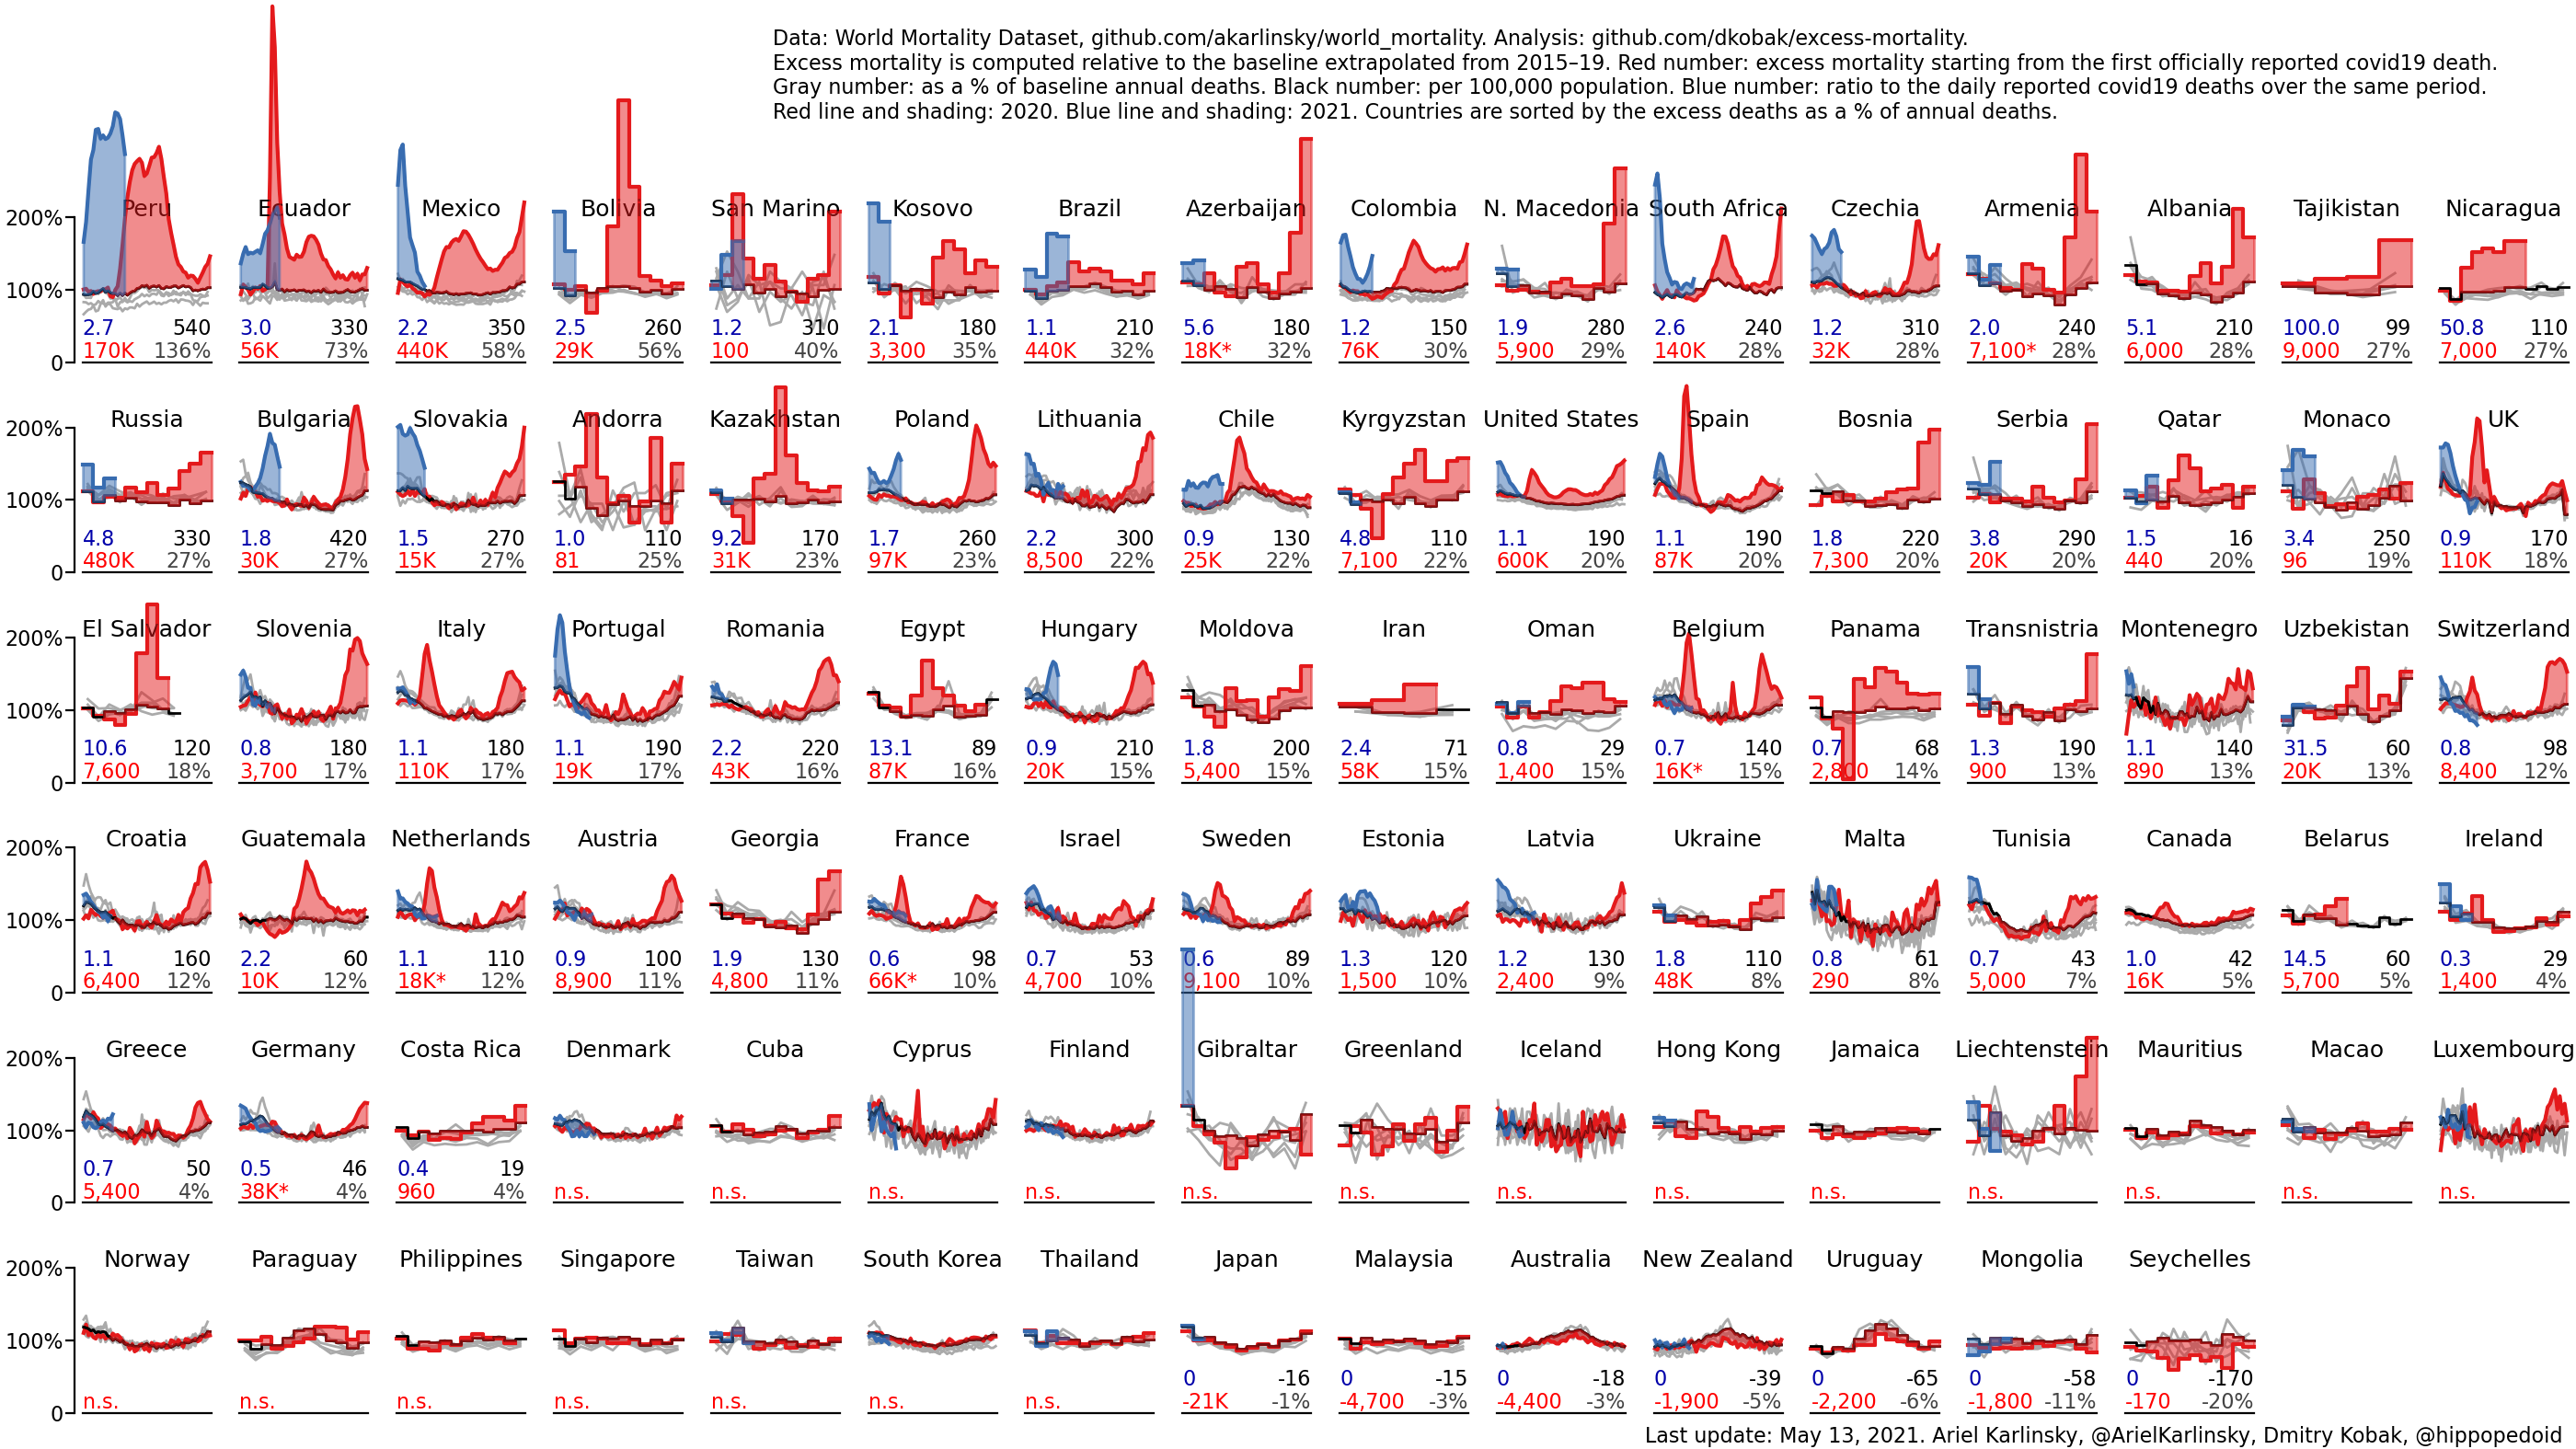 Data: World Mortality Dataset, github.com/akarlinsky/world_mortality. Analysis: github.com/dkobak/excess-mortality.
Excess mortality is computed relative to the baseline extrapolated from 2015–19. Red number: excess mortality starting from the first officially reported covid19 death.
Gray number: as a % of baseline annual deaths. Black number: per 100,000 population. Blue number: ratio to the daily reported covid19 deaths over the same period.
Red line and shading: 2020. Blue line and shading: 2021. Countries are sorted by the excess deaths as a % of annual deaths.
Peru Ecuador Mexico Bolivia San Marino Kosovo Brazil Azerbaijan Colombia N. Macedonia South Africa Czechia Armenia Albania Tajikistan Nicaragua
200%
100%
2.7 540 3.0 330 2.2 350 2.5 260 1.2 310 2.1 180 1.1 210 5.6 180 1.2 150 1.9 280 2.6 240 1.2 310 2.0 240 5.1 210 100.0 99 50.8 110
170K 136% 56K 73% 440K 58% 29K 56% 100 40% 3,300 35% 440K 32% 18K* 32% 76K 30% 5,900 29% 140K 28% 32K 28% 7,100* 28% 6,000 28% 9,000 27% 7,000 27%
0
Russia Bulgaria Slovakia Andorra Kazakhstan Poland Lithuania Chile Kyrgyzstan United States Spain Bosnia Serbia Qatar Monaco UK
200%
100%
4.8 330 1.8 420 1.5 270 1.0 110 9.2 170 1.7 260 2.2 300 0.9 130 4.8 110 1.1 190 1.1 190 1.8 220 3.8 290 1.5 16 3.4 250 0.9 170
480K 27% 30K 27% 15K 27% 81 25% 31K 23% 97K 23% 8,500 22% 25K 22% 7,100 22% 600K 20% 87K 20% 7,300 20% 20K 20% 440 20% 96 19% 110K 18%
0
El Salvador Slovenia Italy Portugal Romania Egypt Hungary Moldova Iran Oman Belgium Panama Transnistria Montenegro Uzbekistan Switzerland
200%
100%
10.6 120 0.8 180 1.1 180 1.1 190 2.2 220 13.1 89 0.9 210 1.8 200 2.4 71 0.8 29 0.7 140 0.7 68 1.3 190 1.1 140 31.5 60 0.8 98
7,600 18% 3,700 17% 110K 17% 19K 17% 43K 16% 87K 16% 20K 15% 5,400 15% 58K 15% 1,400 15% 16K* 15% 2,800 14% 900 13% 890 13% 20K 13% 8,400 12%
0
Croatia Guatemala Netherlands Austria Georgia France Israel Sweden Estonia Latvia Ukraine Malta Tunisia Canada Belarus Ireland
200%
100%
1.1 160 2.2 60 1.1 110 0.9 100 1.9 130 0.6 98 0.7 53 0.6 89 1.3 120 1.2 130 1.8 110 0.8 61 0.7 43 1.0 42 14.5 60 0.3 29
6,400 12% 10K 12% 18K* 12% 8,900 11% 4,800 11% 66K* 10% 4,700 10% 9,100 10% 1,500 10% 2,400 9% 48K 8% 290 8% 5,000 7% 16K 5% 5,700 5% 1,400 4%
0
Greece Germany Costa Rica Denmark Cuba Cyprus Finland Gibraltar Greenland Iceland Hong Kong Jamaica Liechtenstein Mauritius Macao Luxembourg
200%
100%
0.7 50 0.5 46 0.4 19
5,400 4% 38K* 4% 960 4% n.s. n.s. n.s. n.s. n.s. n.s. n.s. n.s. n.s. n.s. n.s. n.s. n.s.
0
Norway Paraguay Philippines Singapore Taiwan South Korea Thailand Japan Malaysia Australia New Zealand Uruguay Mongolia Seychelles
200%
100%
0 -16 0 -15 0 -18 0 -39 0 -65 0 -58 0 -170
n.s. n.s. n.s. n.s. n.s. n.s. n.s. -21K -1% -4,700 -3% -4,400 -3% -1,900 -5% -2,200 -6% -1,800 -11% -170 -20%
0
Last update: May 13, 2021. Ariel Karlinsky, @ArielKarlinsky, Dmitry Kobak, @hippopedoid